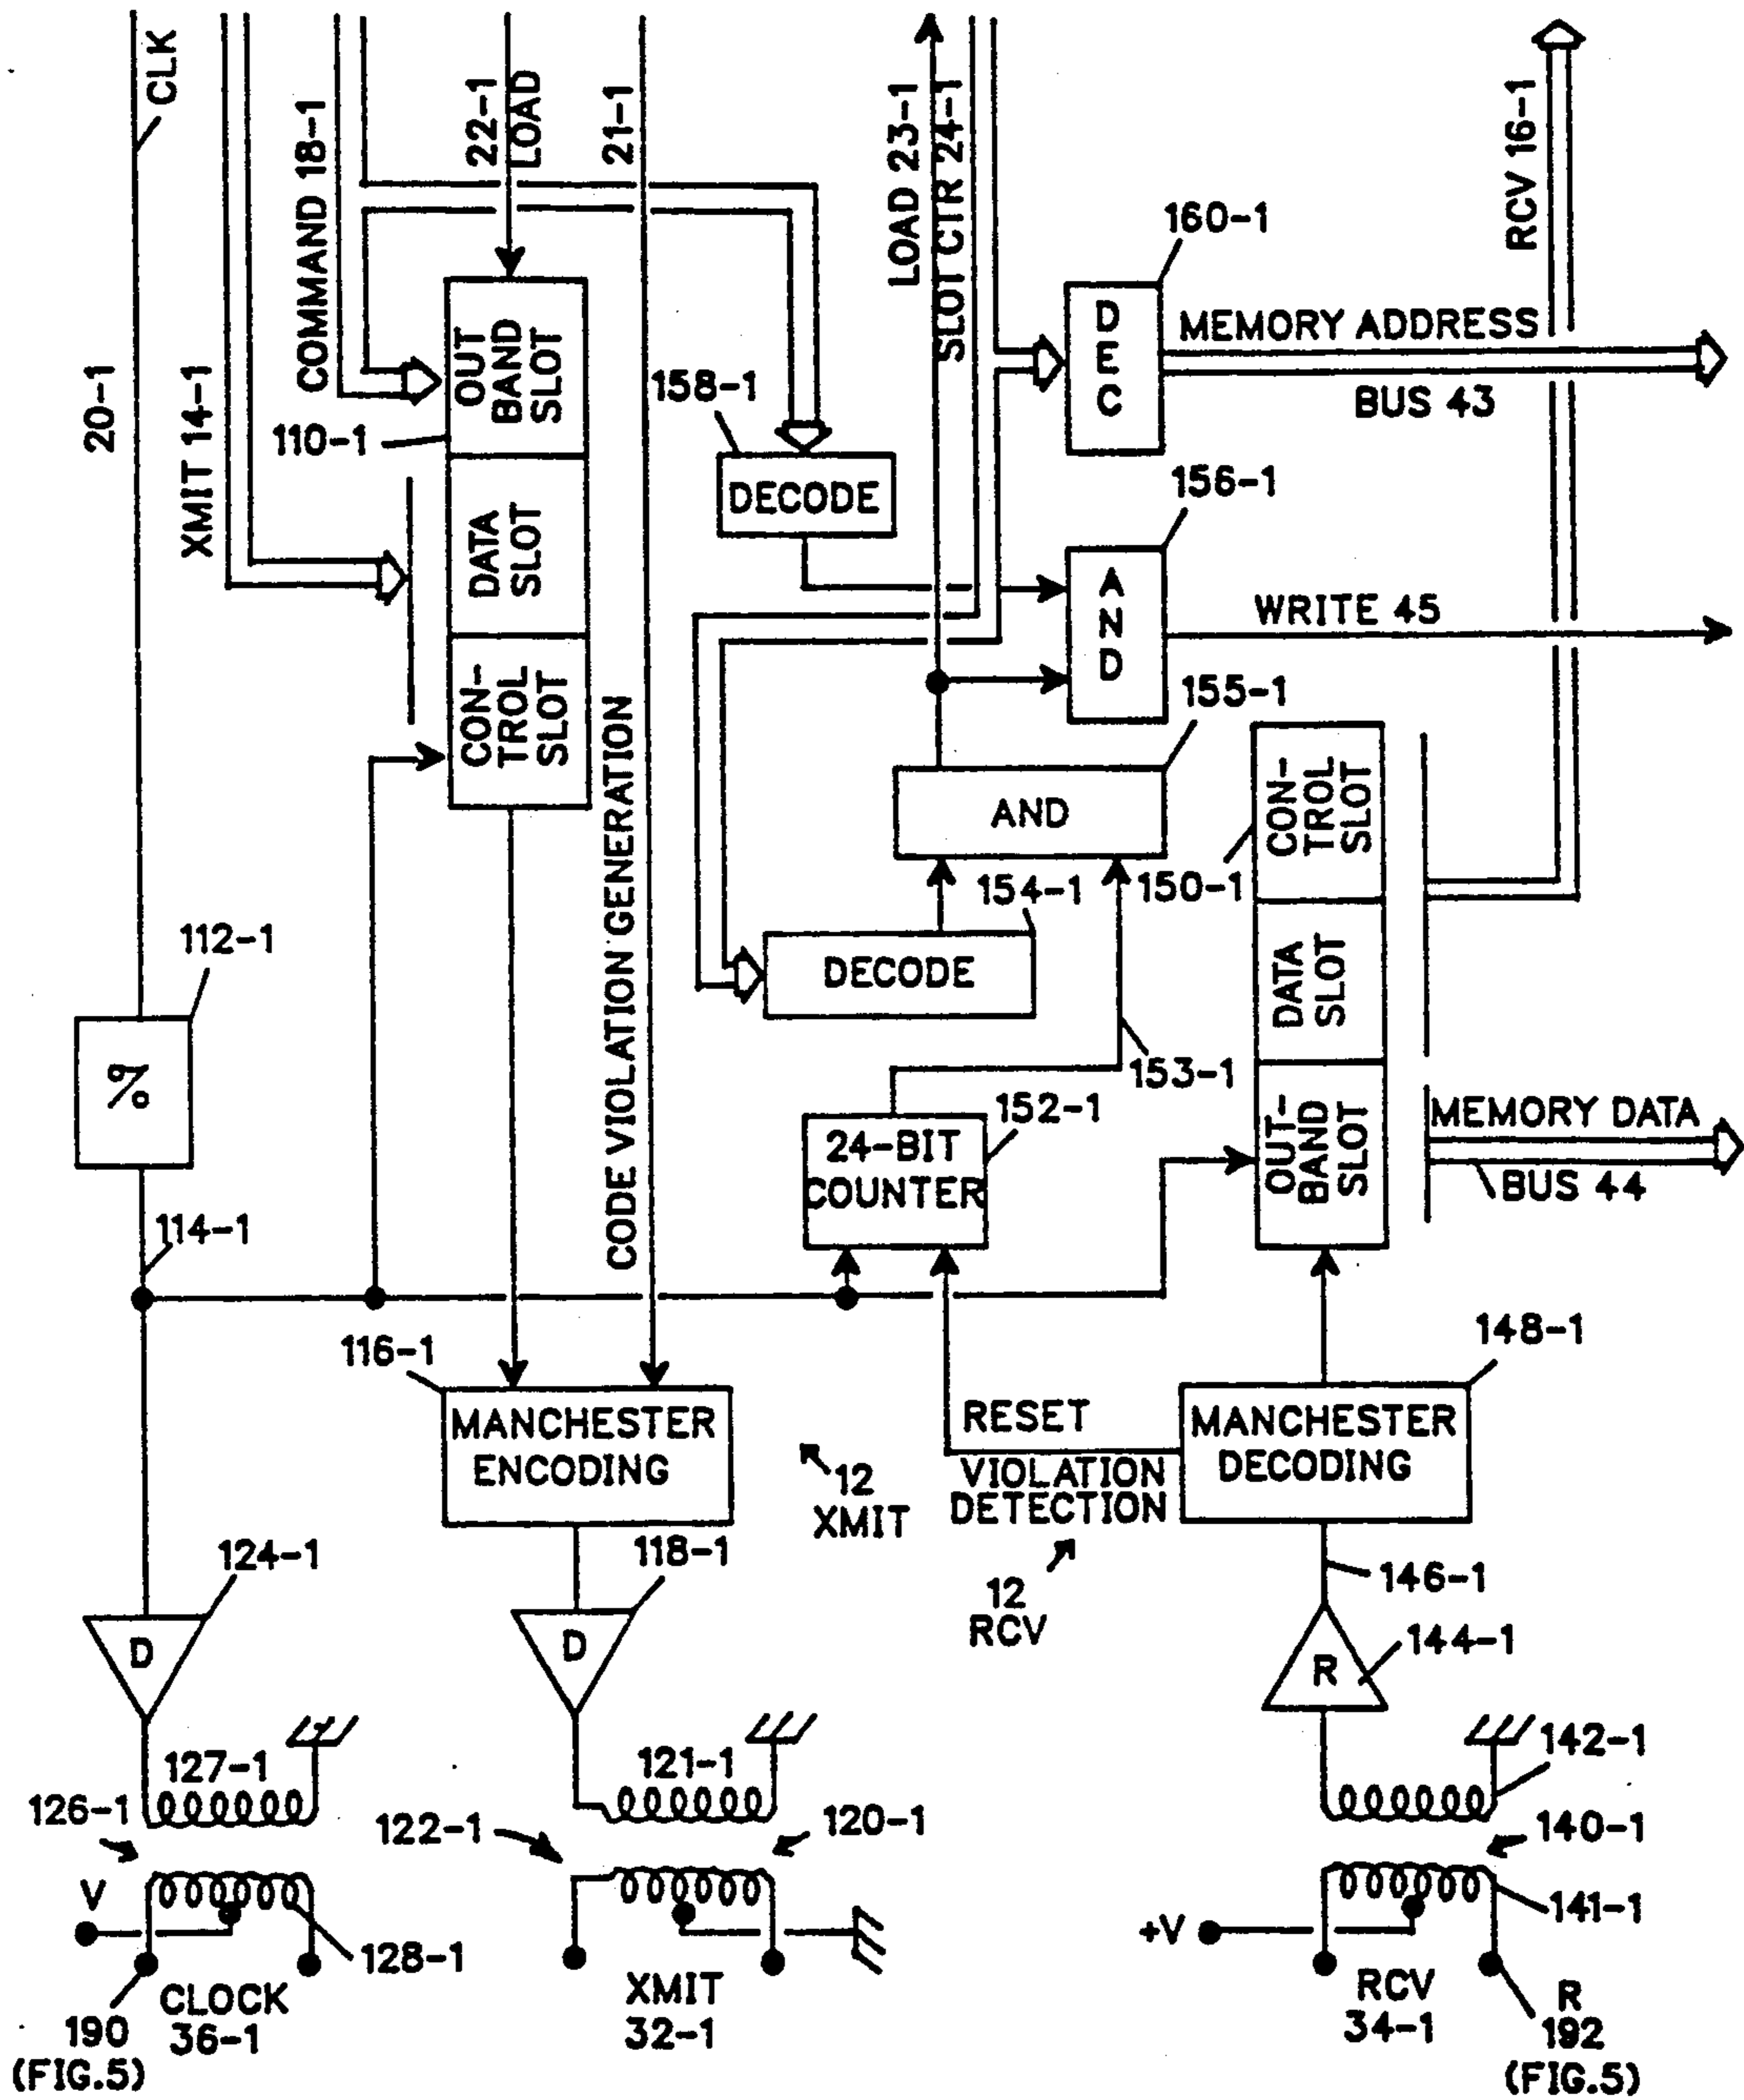 CLK
20-1
XMIT 14-1
COMMAND 18-1
22-1
LOAD
21-1
LOAD 23-1
SLOT CTR 24-1
RCV 16-1
160-1
DEC
MEMORY ADDRESS
BUS 43
OUT
BAND
SLOT
110-1
DATA
SLOT
CON-
TROL
SLOT
158-1
DECODE
156-1
AND
WRITE 45
155-1
AND
154-1
DECODE
150-1
CON-
TROL
SLOT
DATA
SLOT
OUT-
BAND
SLOT
CODE VIOLATION GENERATION
112-1
%
114-1
153-1
152-1
24-BIT
COUNTER
MEMORY DATA
BUS 44
116-1
MANCHESTER
ENCODING
12
XMIT
RESET
VIOLATION
DETECTION
12
RCV
148-1
MANCHESTER
DECODING
146-1
124-1
D
118-1
D
144-1
R
127-1
126-1
121-1
122-1
120-1
142-1
140-1
141-1
V
128-1
+V
190
(FIG.5)
CLOCK
36-1
XMIT
32-1
RCV
34-1
R
192
(FIG.5)